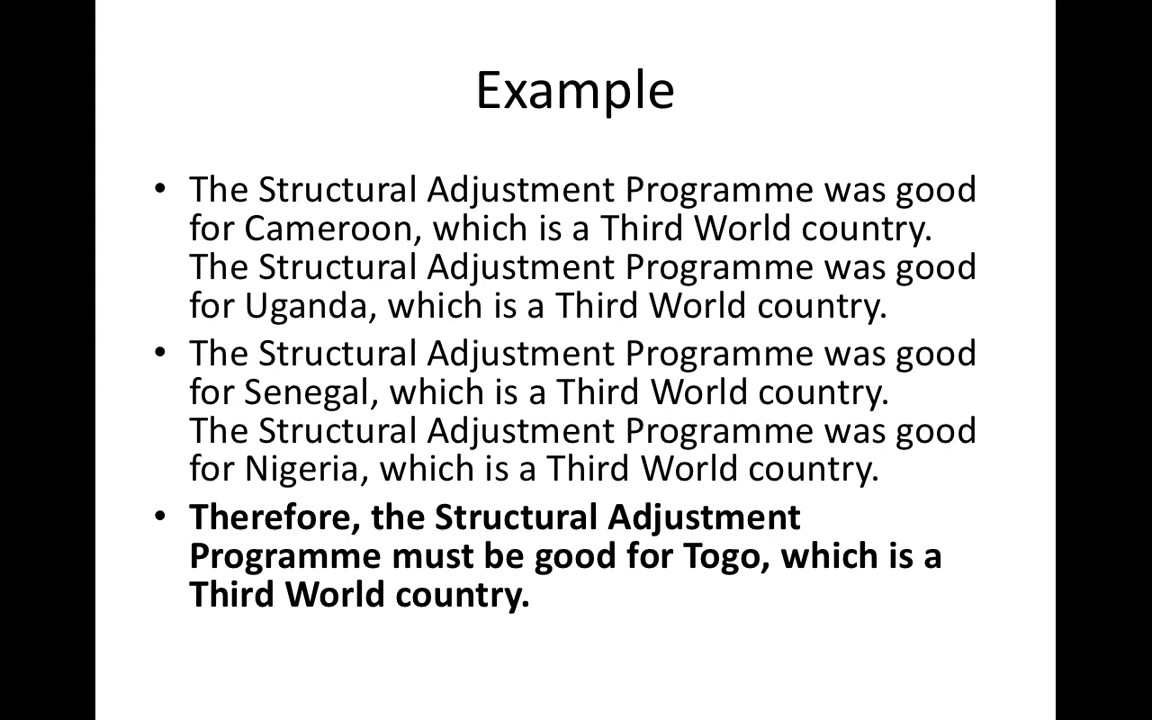 Example
• The Structural Adjustment Programme was good
for Cameroon, which is a Third World country.
The Structural Adjustment Programme was good
for Uganda, which is a Third World country.
• The Structural Adjustment Programme was good
for Senegal, which is a Third World country.
The Structural Adjustment Programme was good
for Nigeria, which is a Third World country.
• Therefore, the Structural Adjustment
Programme must be good for Togo, which is a
Third World country.